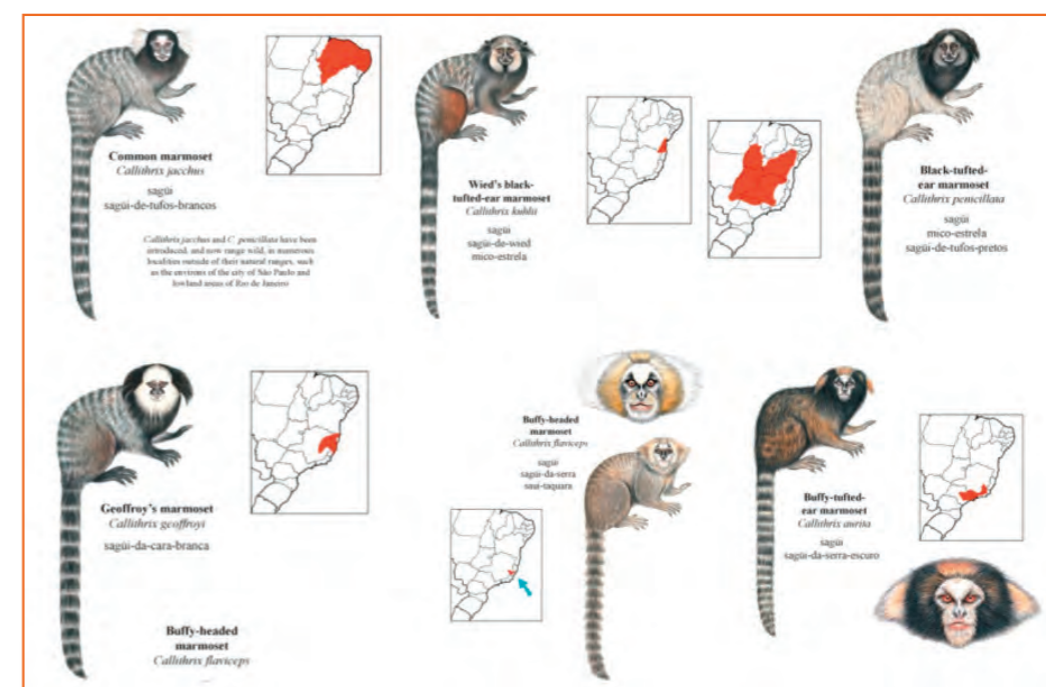 Common marmoset
Callithrix jacchus
sagüi
sagüi-de-tufos-brancos
Callithrix jacchus and C. penicillata have been
introduced, and now range wild, in numerous
localities outside of their natural ranges, such
as the environs of the city of São Paulo and
lowland areas of Rio de Janeiro
Wied's black-
tufted-ear marmoset
Callithrix kuhlii
sagüi
sagüi-de-wied
mico-estrela
Black-tufted-
ear marmoset
Callithrix penicillata
sagüi
mico-estrela
sagüi-de-tufos-pretos
Geoffroy's marmoset
Callithrix geoffroyi
sagüi-da-cara-branca
Buffy-headed
marmoset
Callithrix flaviceps
Buffy-headed
marmoset
Callithrix flaviceps
sagüi
sagüi-da-serra
saui-taquara
Buffy-tufted-
ear marmoset
Callithrix aurita
sagüi
sagüi-da-serra-escuro